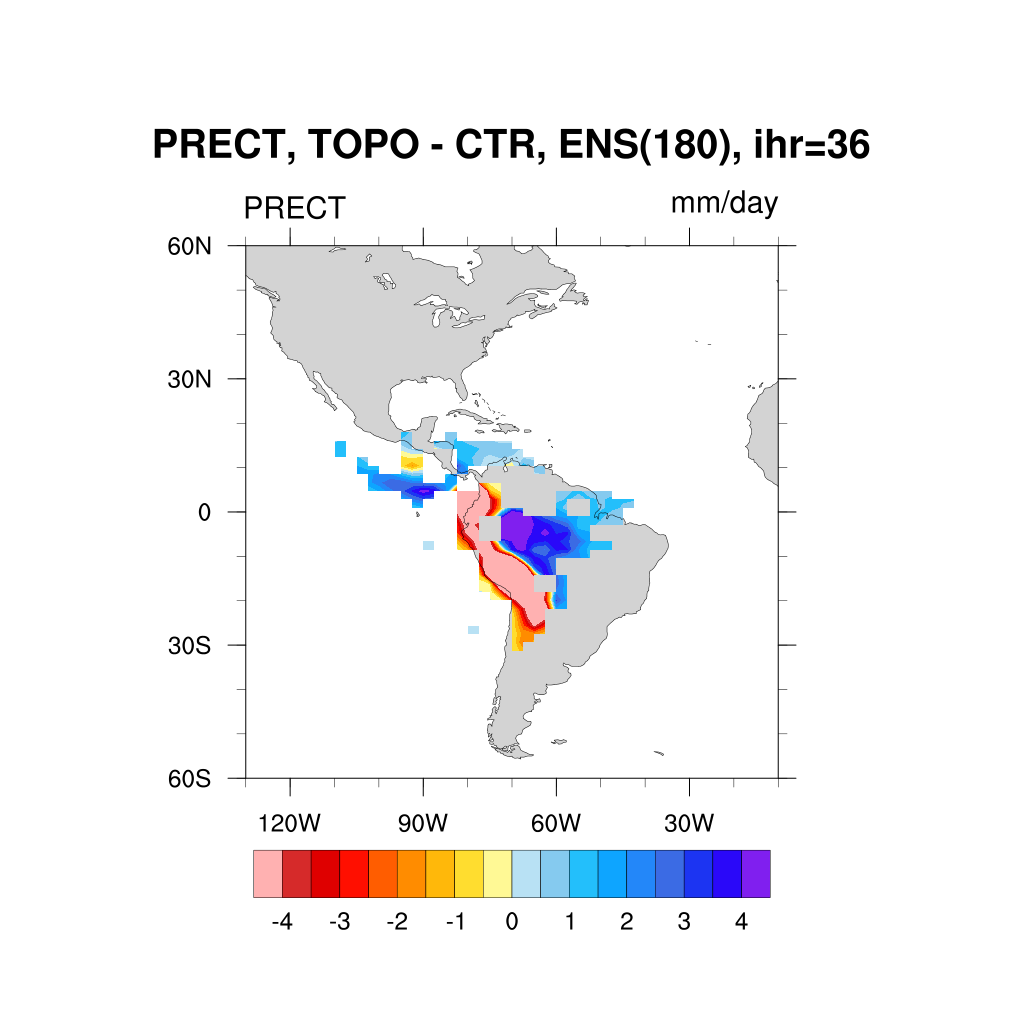 PRECT, TOPO - CTR, ENS(180), ihr=36
PRECT mm/day
60N
30N
0
30S
60S
120W 90W 60W 30W
-4 -3 -2 -1 0 1 2 3 4